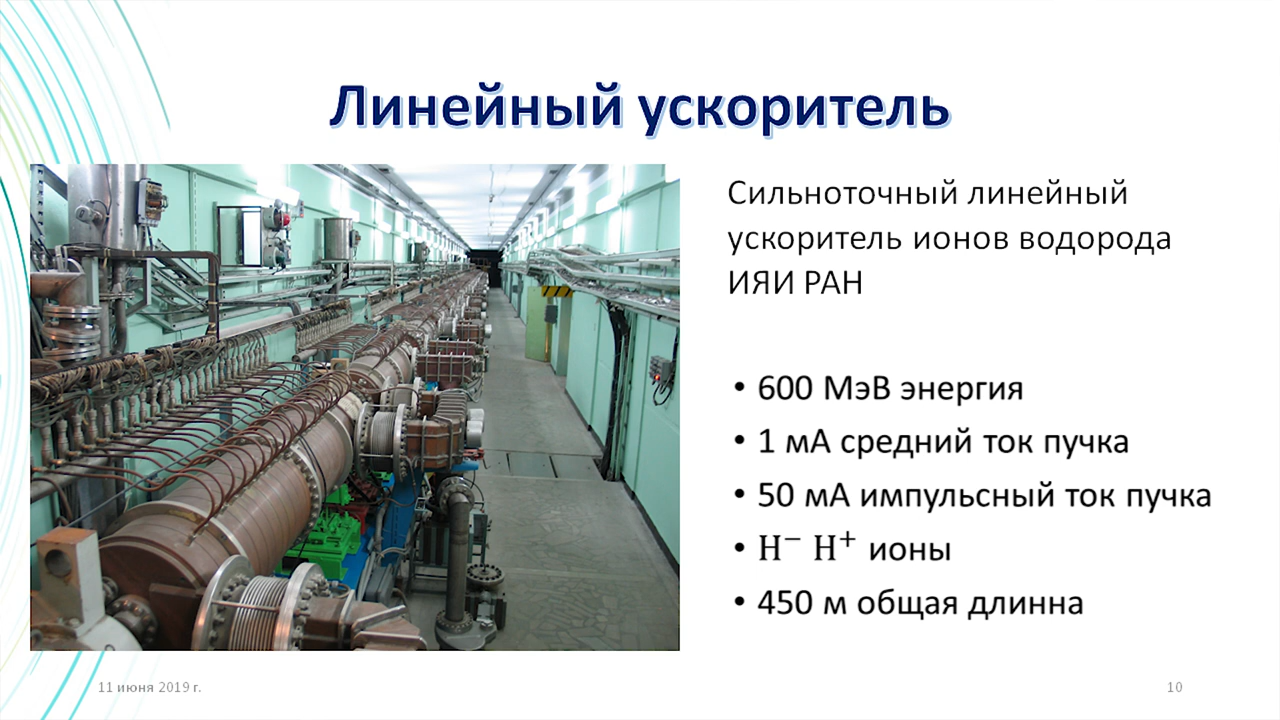 Линейный ускоритель
Сильноточный линейный
ускоритель ионов водорода
ИЯИ РАН
• 600 МэВ энергия
• 1 мА средний ток пучка
• 50 мА импульсный ток пучка
• H⁻ H⁺ ионы
• 450 м общая длинна
11 июня 2019 г.
10